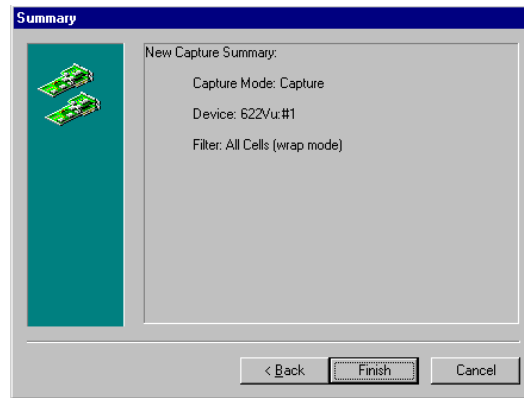 Summary
New Capture Summary:
Capture Mode: Capture
Device: 622Vu:#1
Filter: All Cells (wrap mode)
< Back
Finish
Cancel